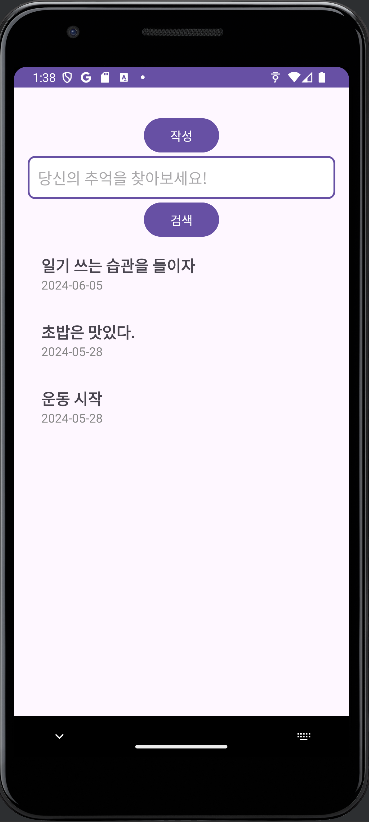 1:38
작성
당신의 추억을 찾아보세요!
검색
일기 쓰는 습관을 들이자
2024-06-05
초밥은 맛있다.
2024-05-28
운동 시작
2024-05-28